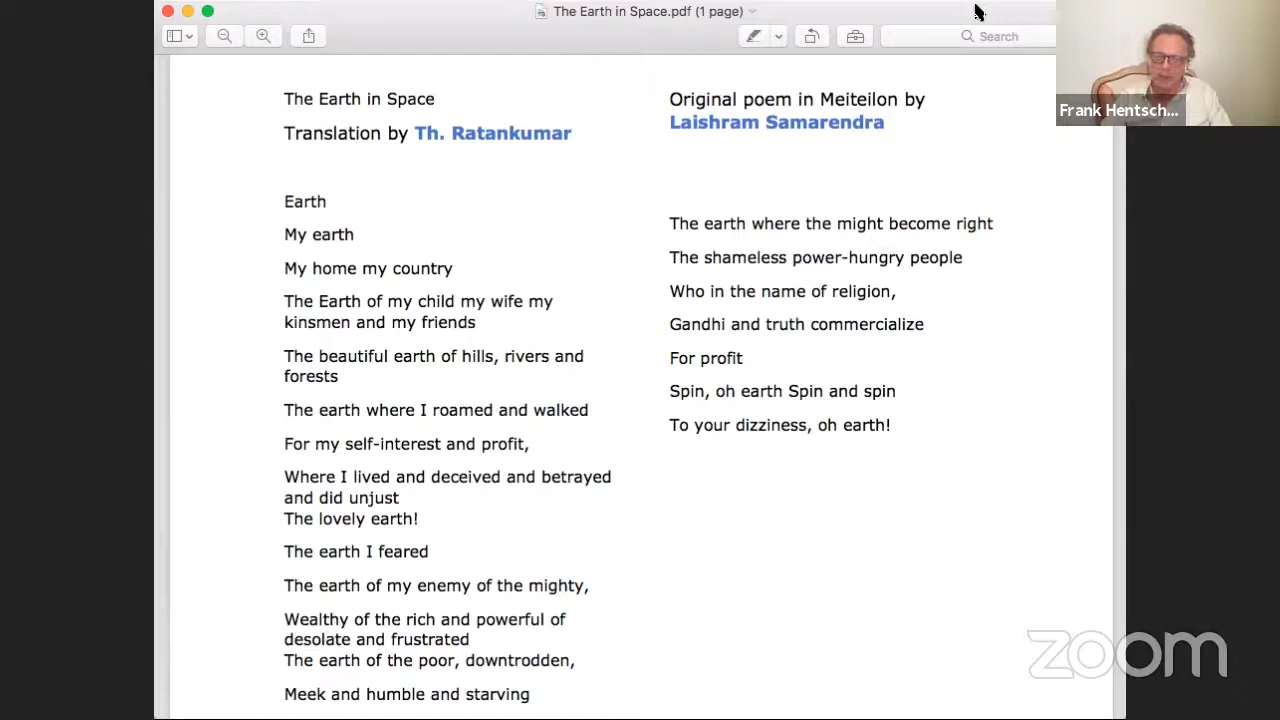 The Earth in Space.pdf (1 page)
Search
Frank Hentsch...
The Earth in Space
Translation by Th. Ratankumar
Earth
My earth
My home my country
The Earth of my child my wife my
kinsmen and my friends
The beautiful earth of hills, rivers and
forests
The earth where I roamed and walked
For my self-interest and profit,
Where I lived and deceived and betrayed
and did unjust
The lovely earth!
The earth I feared
The earth of my enemy of the mighty,
Wealthy of the rich and powerful of
desolate and frustrated
The earth of the poor, downtrodden,
Meek and humble and starving
Original poem in Meiteilon by
Laishram Samarendra
The earth where the might become right
The shameless power-hungry people
Who in the name of religion,
Gandhi and truth commercialize
For profit
Spin, oh earth Spin and spin
To your dizziness, oh earth!
zoom